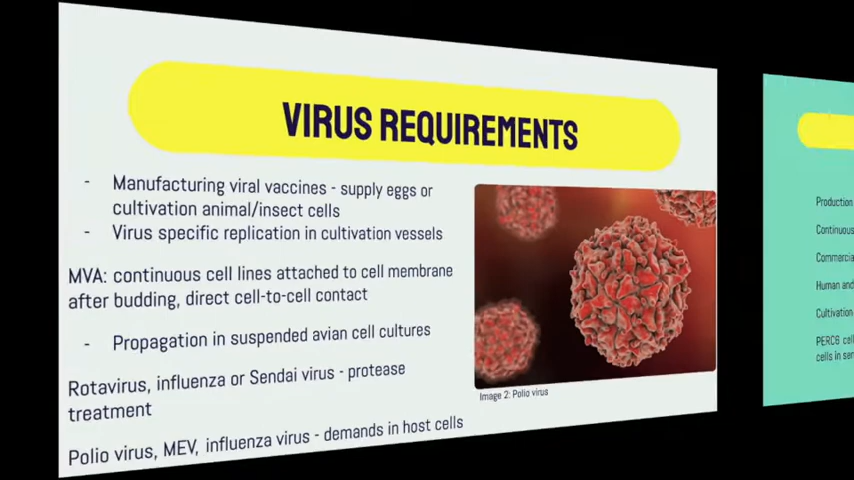 VIRUS REQUIREMENTS
- Manufacturing viral vaccines - supply eggs or
cultivation animal/insect cells
- Virus specific replication in cultivation vessels
MVA: continuous cell lines attached to cell membrane
after budding, direct cell-to-cell contact
- Propagation in suspended avian cell cultures
Rotavirus, influenza or Sendai virus - protease
treatment
Polio virus, MEV, influenza virus - demands in host cells
Image 2: Polio virus
Production
Continuous
Commercia
Human and
Cultivation
PERC6 cel
cells in ser